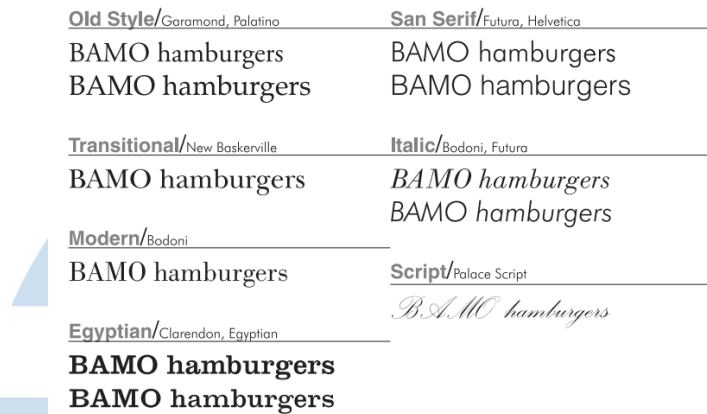 Old Style/Garamond, Palatino
BAMO hamburgers
BAMO hamburgers
Transitional/New Baskerville
BAMO hamburgers
Modern/Bodoni
BAMO hamburgers
Egyptian/Clarendon, Egyptian
BAMO hamburgers
BAMO hamburgers
San Serif/Futura, Helvetica
BAMO hamburgers
BAMO hamburgers
Italic/Bodoni, Futura
BAMO hamburgers
BAMO hamburgers
Script/Palace Script
BAMO hamburgers